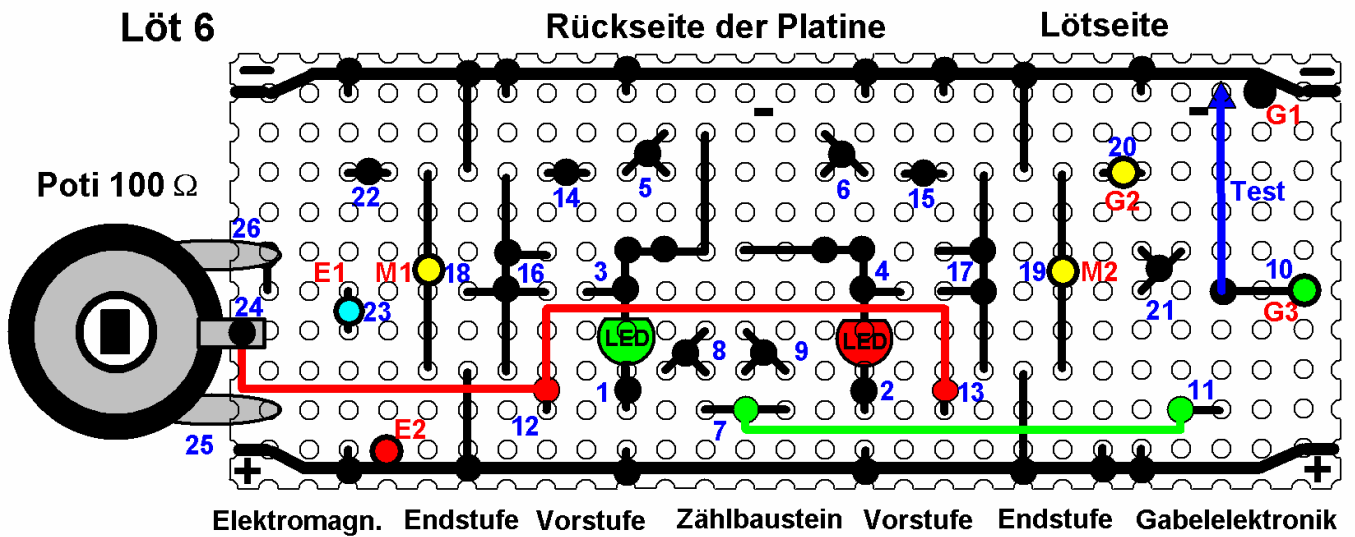 Löt 6 Rückseite der Platine Lötseite
− −
- - G1
20
Poti 100 Ω 22 14 5 6 15 G2 Test
26
E1 M1 18 16 3 4 17 19 M2 10
24 23 21 G3
LED LED
8 9
12 1 2 13 11
25 E2 7
+ +
Elektromagn. Endstufe Vorstufe Zählbaustein Vorstufe Endstufe Gabelelektronik